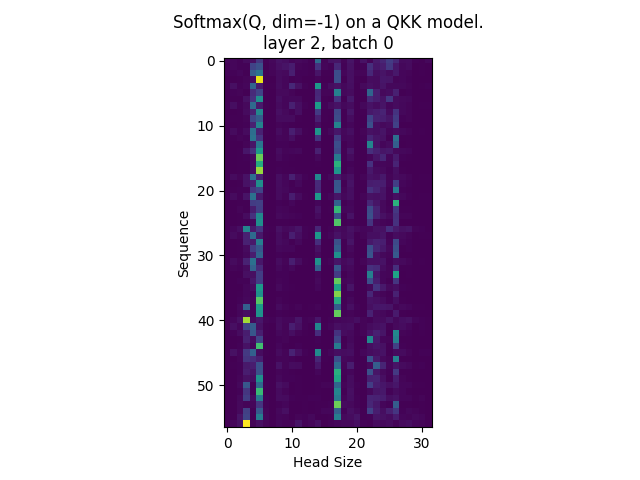 Softmax(Q, dim=-1) on a QKK model.
layer 2, batch 0
0
10
20
30
40
50
Sequence
0
10
20
30
Head Size